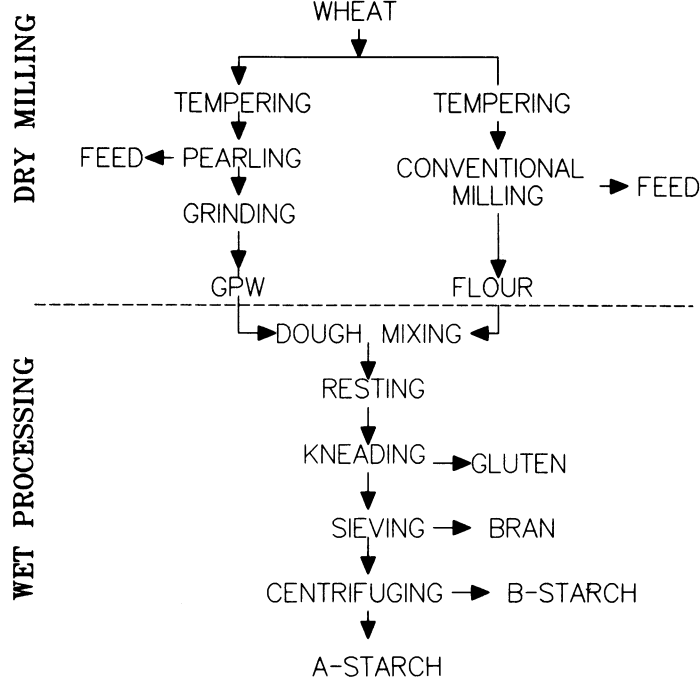 WHEAT
DRY MILLING
TEMPERING TEMPERING
FEED PEARLING
CONVENTIONAL
MILLING
FEED
GRINDING
GPW FLOUR
WET PROCESSING
DOUGH MIXING
RESTING
KNEADING GLUTEN
SIEVING BRAN
CENTRIFUGING B-STARCH
A-STARCH